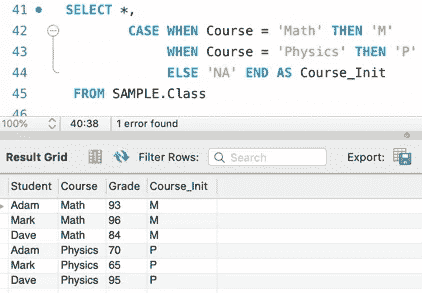 41 SELECT *,
42 CASE WHEN Course = 'Math' THEN 'M'
43 WHEN Course = 'Physics' THEN 'P'
44 ELSE 'NA' END AS Course_Init
45 FROM SAMPLE.Class
46
100% 40:38 1 error found
Result Grid Filter Rows: Search Export:
Student Course Grade Course_Init
Adam Math 93 M
Mark Math 96 M
Dave Math 84 M
Adam Physics 70 P
Mark Physics 65 P
Dave Physics 95 P